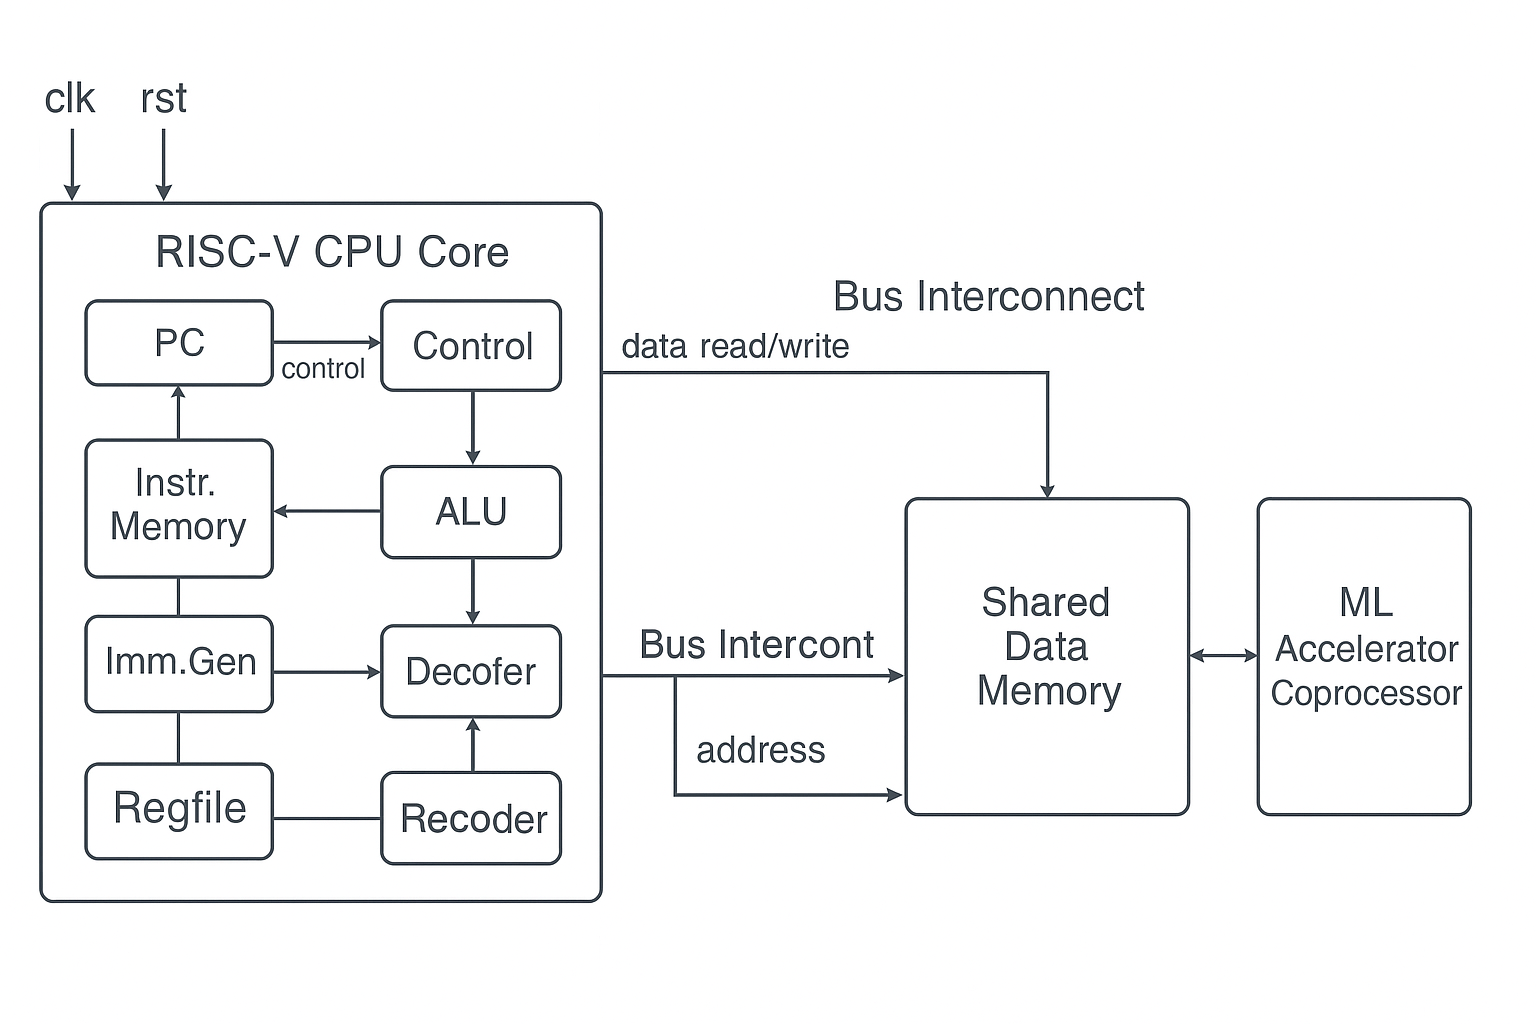 clk rst
RISC-V CPU Core
PC
control
Control
Instr.
Memory
ALU
Imm.Gen
Decofer
Regfile
Recoder
Bus Interconnect
data read/write
Bus Intercont
address
Shared
Data
Memory
ML
Accelerator
Coprocessor